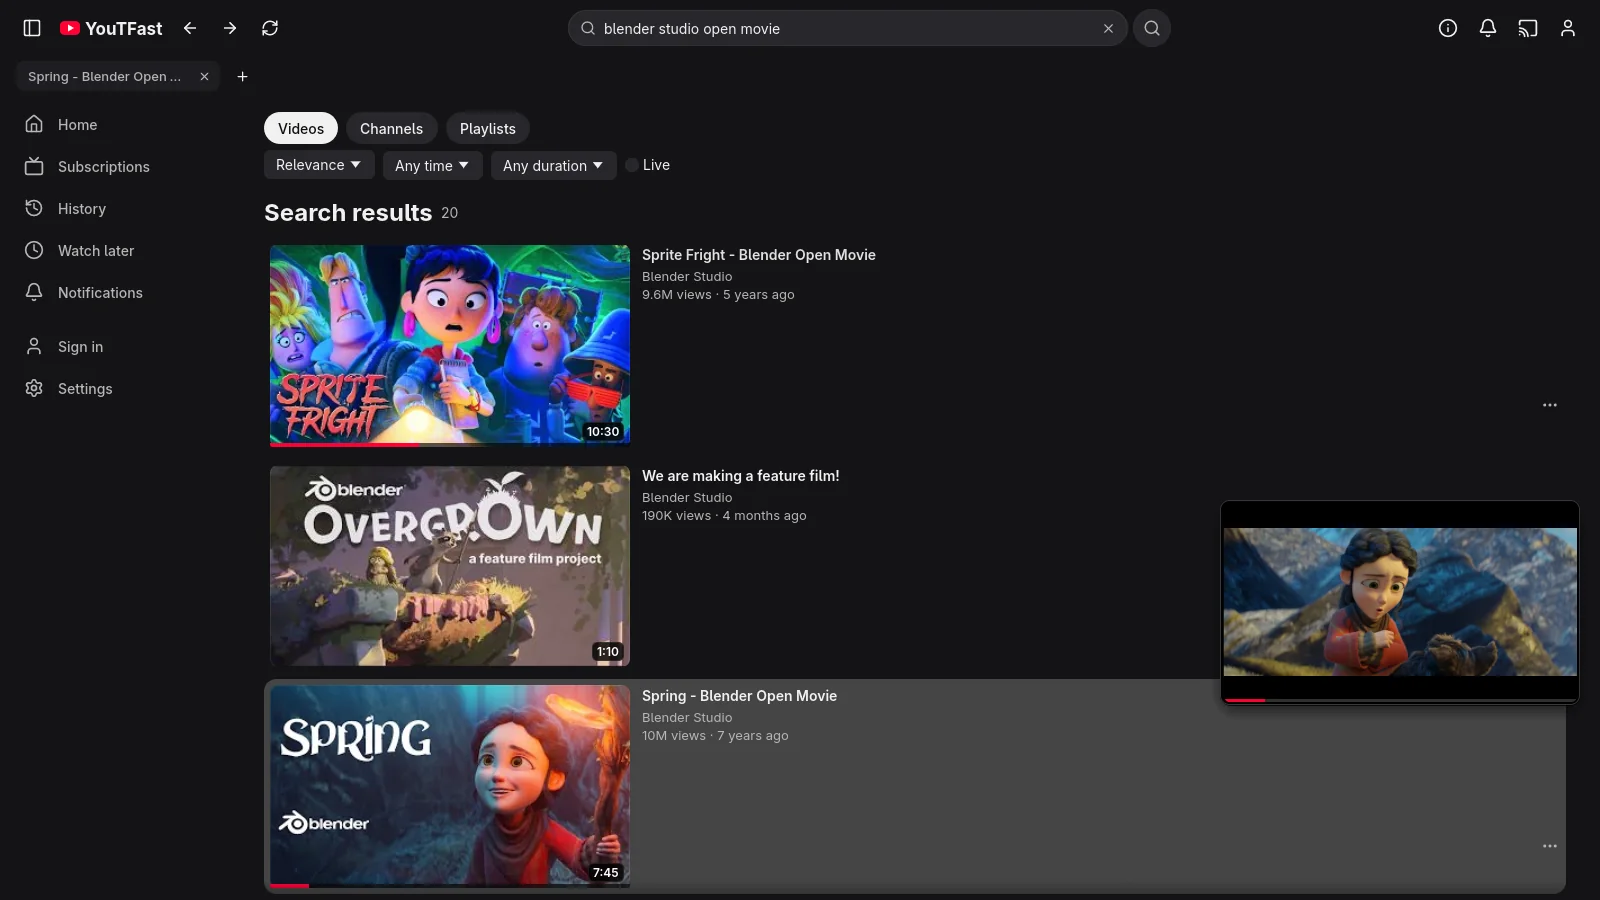 YouTFast
blender studio open movie
Spring - Blender Open ...
Home
Subscriptions
History
Watch later
Notifications
Sign in
Settings
Videos
Channels
Playlists
Relevance
Any time
Any duration
Live
Search results 20
SPRITE
FRIGHT
10:30
Sprite Fright - Blender Open Movie
Blender Studio
9.6M views · 5 years ago
blender
OVERGROWN
a feature film project
1:10
We are making a feature film!
Blender Studio
190K views · 4 months ago
SPRING
blender
7:45
Spring - Blender Open Movie
Blender Studio
10M views · 7 years ago